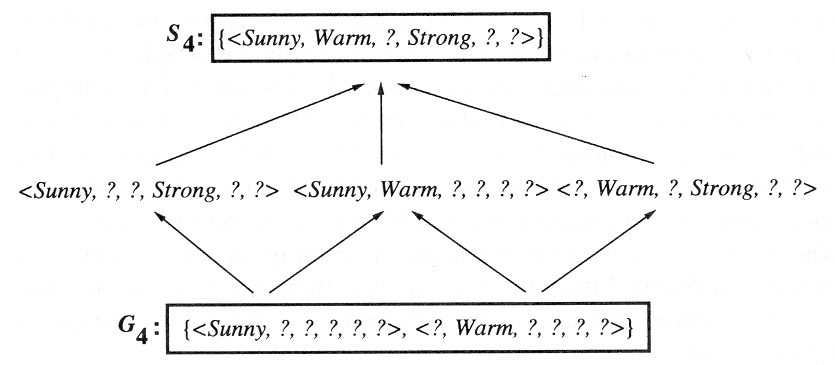 S4: {<Sunny, Warm, ?, Strong, ?, ?>}
<Sunny, ?, ?, Strong, ?, ?> <Sunny, Warm, ?, ?, ?, ?> <?, Warm, ?, Strong, ?, ?>
G4: {<Sunny, ?, ?, ?, ?, ?>, <?, Warm, ?, ?, ?, ?>}